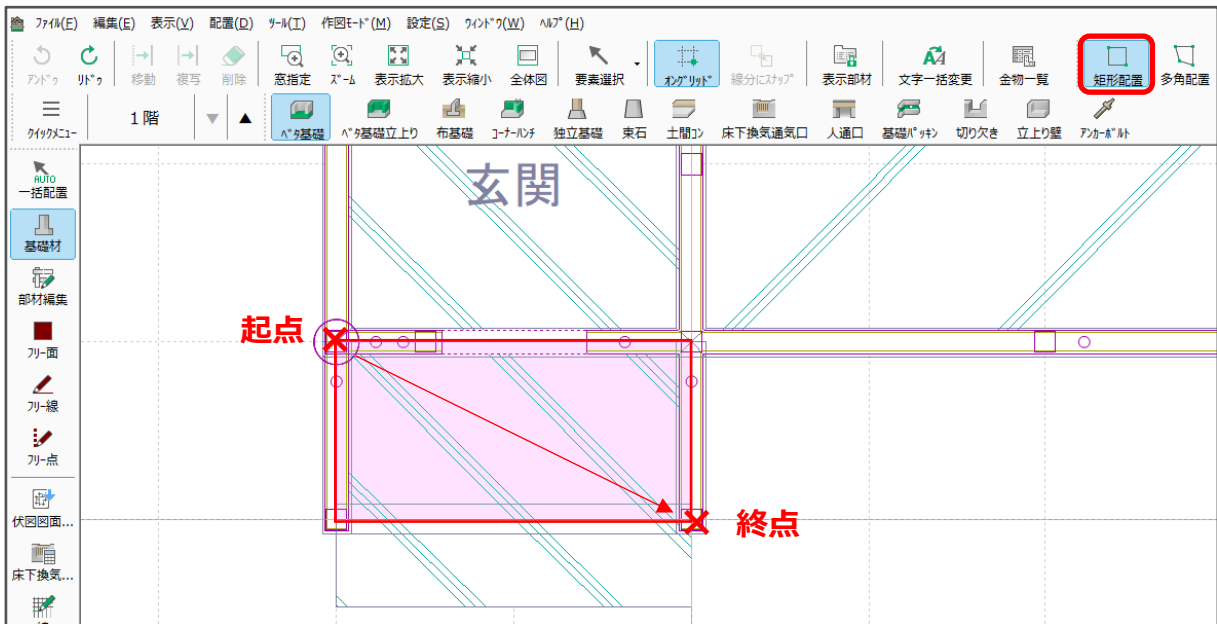 ファイル(F) 編集(E) 表示(V) 配置(D) ツール(T) 作図モード(M) 設定(S) ウィンドウ(W) ヘルプ(H)
アンドゥ リドゥ 移動 複写 削除 窓指定 ズーム 表示拡大 表示縮小 全体図 要素選択 オングリッド 線分にスナップ 表示部材 文字一括変更 金物一覧 矩形配置 多角配置
クイックメニュー 1階 ▼ ▲ ベタ基礎 ベタ基礎立上り 布基礎 コーナーハンチ 独立基礎 束石 土間コン 床下換気通気口 人通口 基礎パッキン 切り欠き 立上り壁 アンカーボルト
AUTO
一括配置
基礎材
部材編集
フリー面
フリー線
フリー点
伏図図面...
床下換気...
玄関
起点
終点